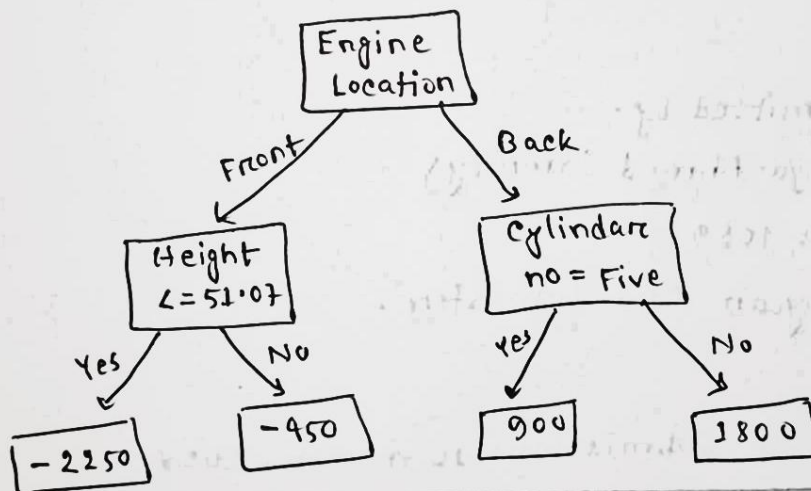 Engine
Location
Front
Back
Height
<=51.07
Cylindar
no = Five
Yes
No
Yes
No
-2250
-450
900
1800